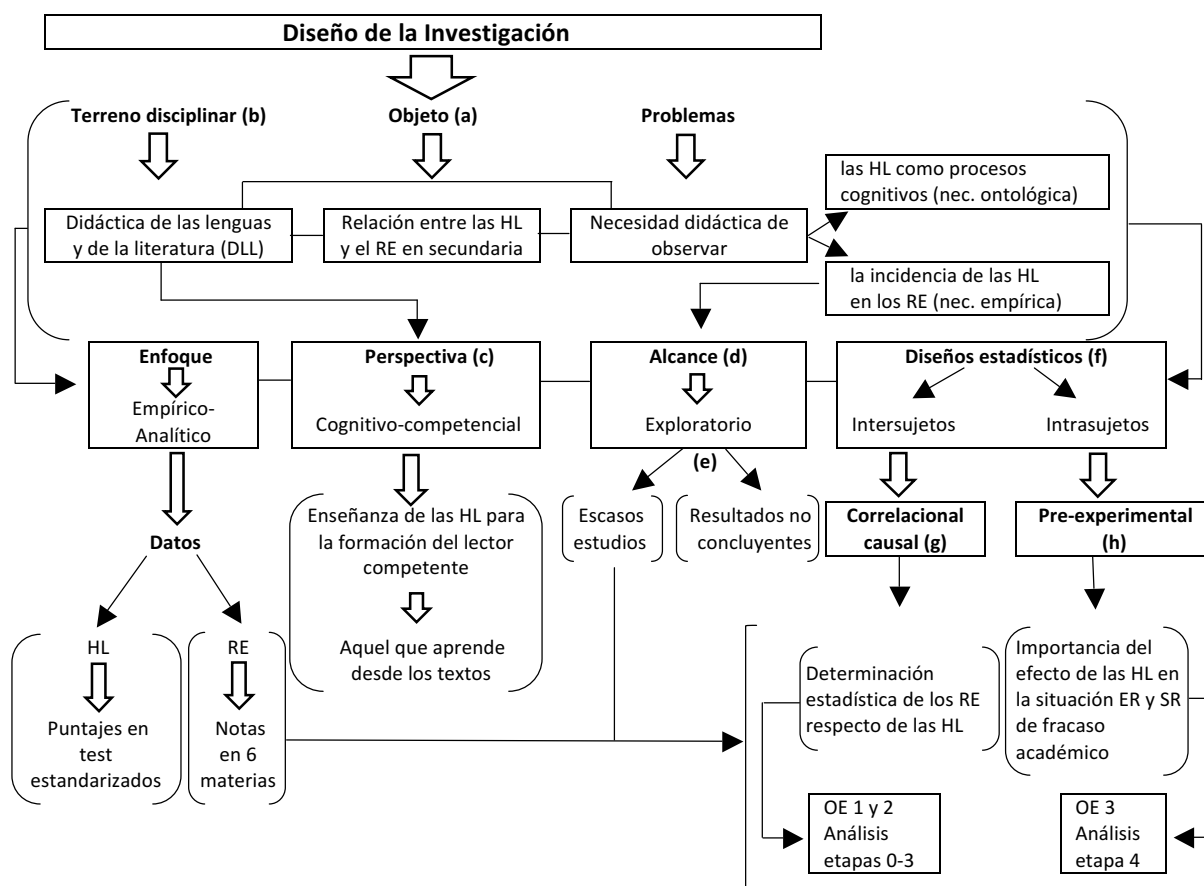 Diseño de la Investigación
Terreno disciplinar (b)
Objeto (a)
Problemas
las HL como procesos
cognitivos (nec. ontológica)
Didáctica de las lenguas
y de la literatura (DLL)
Relación entre las HL
y el RE en secundaria
Necesidad didáctica de
observar
la incidencia de las HL
en los RE (nec. empírica)
Enfoque
Empírico-
Analítico
Perspectiva (c)
Cognitivo-competencial
Alcance (d)
Exploratorio
Diseños estadísticos (f)
Intersujetos
Intrasujetos
(e)
Datos
Enseñanza de las HL para
la formación del lector
competente
Aquel que aprende
desde los textos
Escasos
estudios
Resultados no
concluyentes
Correlacional
causal (g)
Pre-experimental
(h)
HL
Puntajes en
test
estandarizados
RE
Notas
en 6
materias
Determinación
estadística de los RE
respecto de las HL
Importancia del
efecto de las HL en
la situación ER y SR
de fracaso
académico
OE 1 y 2
Análisis
etapas 0-3
OE 3
Análisis
etapa 4